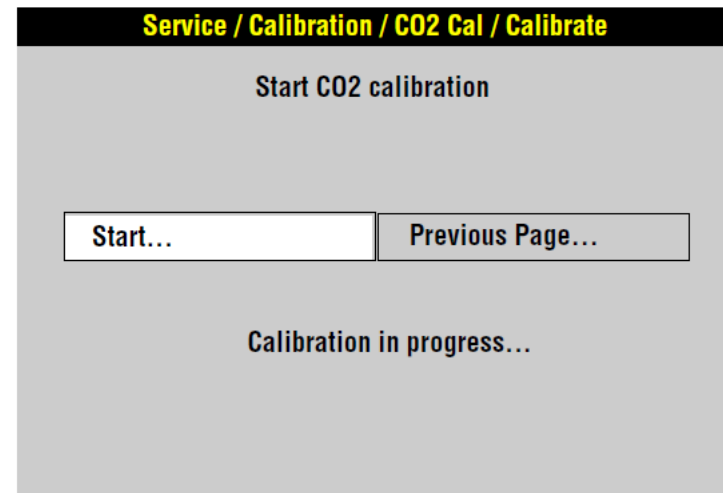 Service / Calibration / CO2 Cal / Calibrate
Start CO2 calibration
Start...
Previous Page...
Calibration in progress...